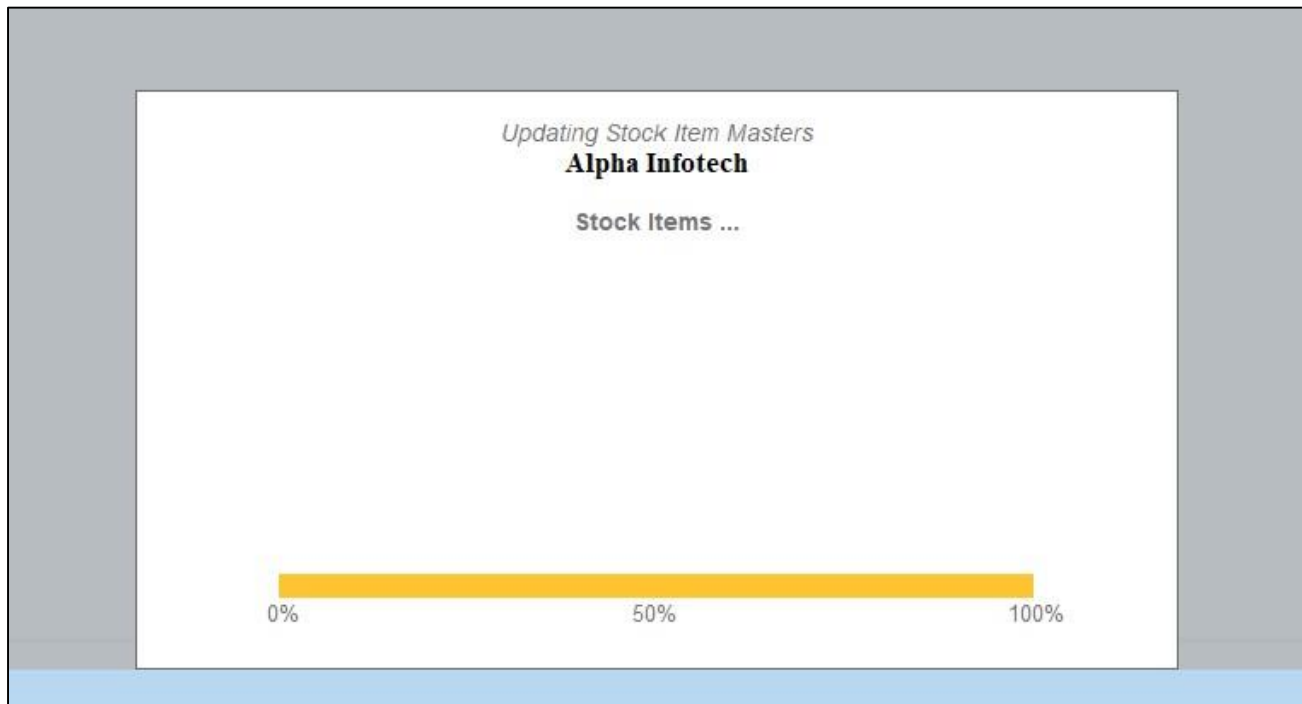 Updating Stock Item Masters
Alpha Infotech
Stock Items ...
0% 50% 100%